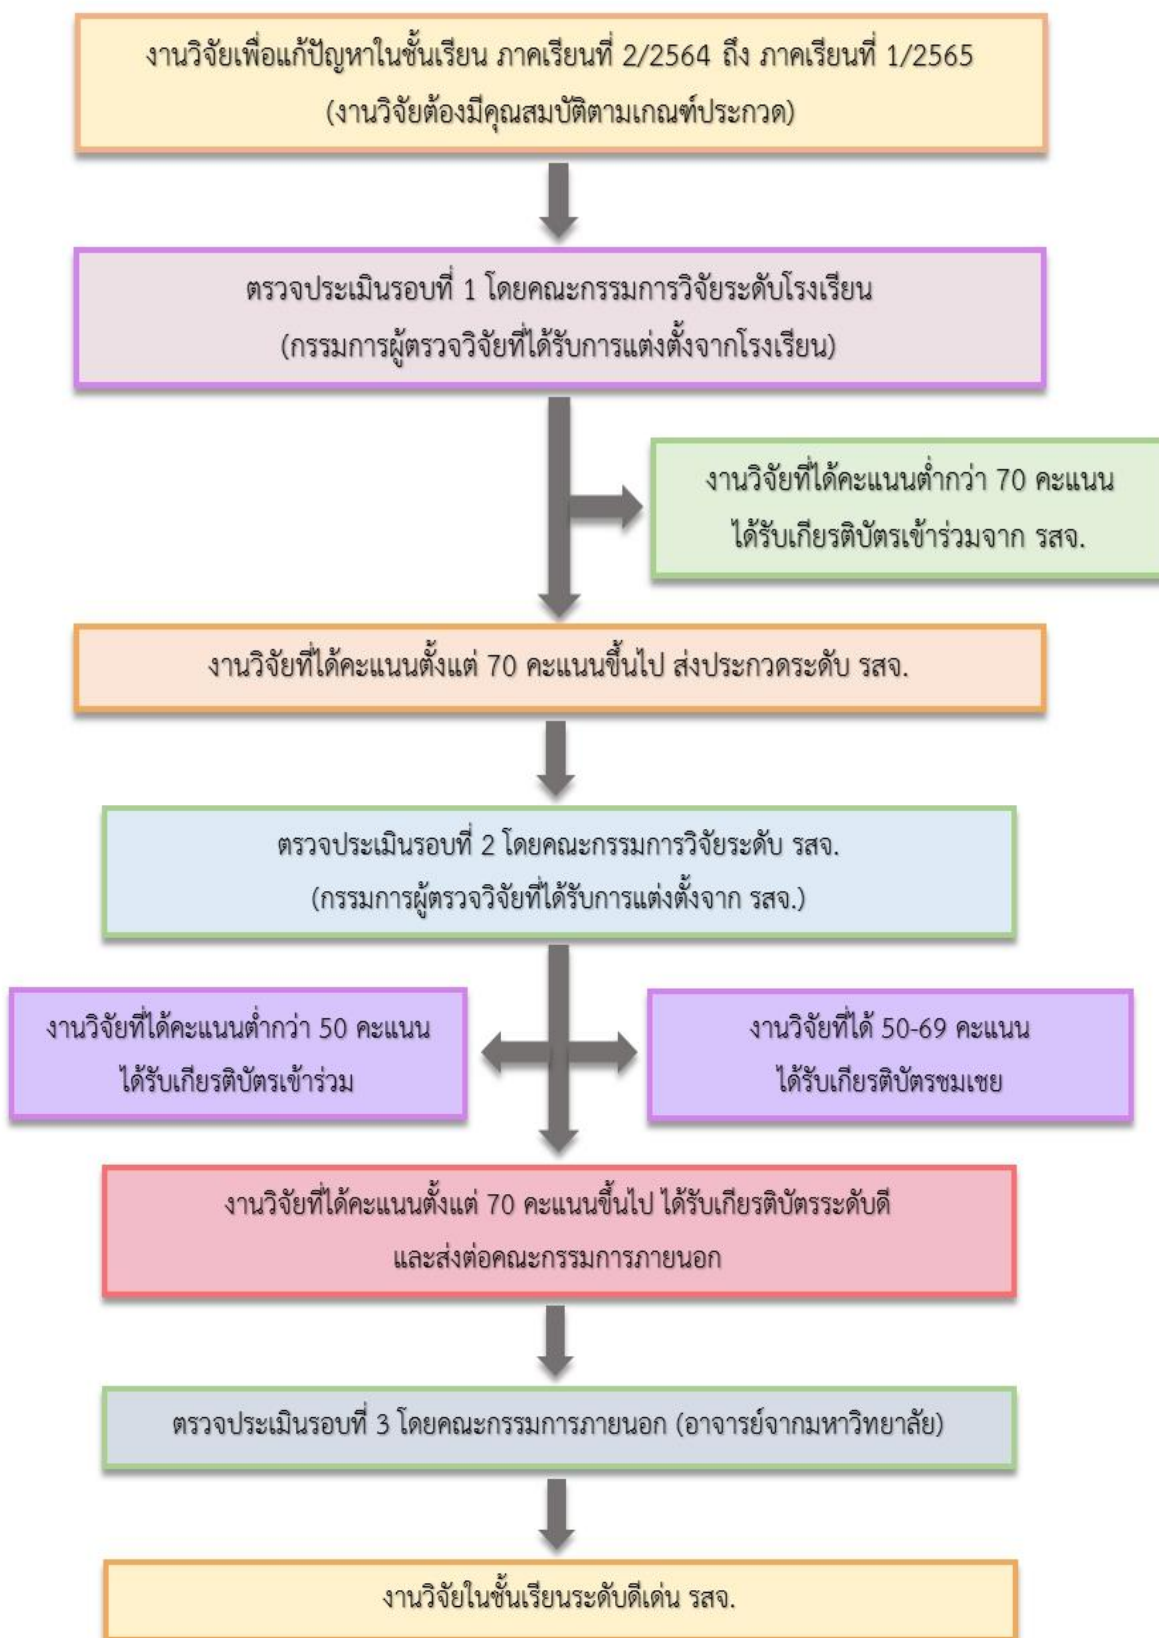 งานวิจัยเพื่อแก้ปัญหาในชั้นเรียน ภาคเรียนที่ 2/2564 ถึง ภาคเรียนที่ 1/2565
(งานวิจัยต้องมีคุณสมบัติตามเกณฑ์ประกวด)
ตรวจประเมินรอบที่ 1 โดยคณะกรรมการวิจัยระดับโรงเรียน
(กรรมการผู้ตรวจวิจัยที่ได้รับการแต่งตั้งจากโรงเรียน)
งานวิจัยที่ได้คะแนนต่ำกว่า 70 คะแนน
ได้รับเกียรติบัตรเข้าร่วมจาก รสจ.
งานวิจัยที่ได้คะแนนตั้งแต่ 70 คะแนนขึ้นไป ส่งประกวดระดับ รสจ.
ตรวจประเมินรอบที่ 2 โดยคณะกรรมการวิจัยระดับ รสจ.
(กรรมการผู้ตรวจวิจัยที่ได้รับการแต่งตั้งจาก รสจ.)
งานวิจัยที่ได้คะแนนต่ำกว่า 50 คะแนน
ได้รับเกียรติบัตรเข้าร่วม
งานวิจัยที่ได้ 50-69 คะแนน
ได้รับเกียรติบัตรชมเชย
งานวิจัยที่ได้คะแนนตั้งแต่ 70 คะแนนขึ้นไป ได้รับเกียรติบัตรระดับดี
และส่งต่อคณะกรรมการภายนอก
ตรวจประเมินรอบที่ 3 โดยคณะกรรมการภายนอก (อาจารย์จากมหาวิทยาลัย)
งานวิจัยในชั้นเรียนระดับดีเด่น รสจ.